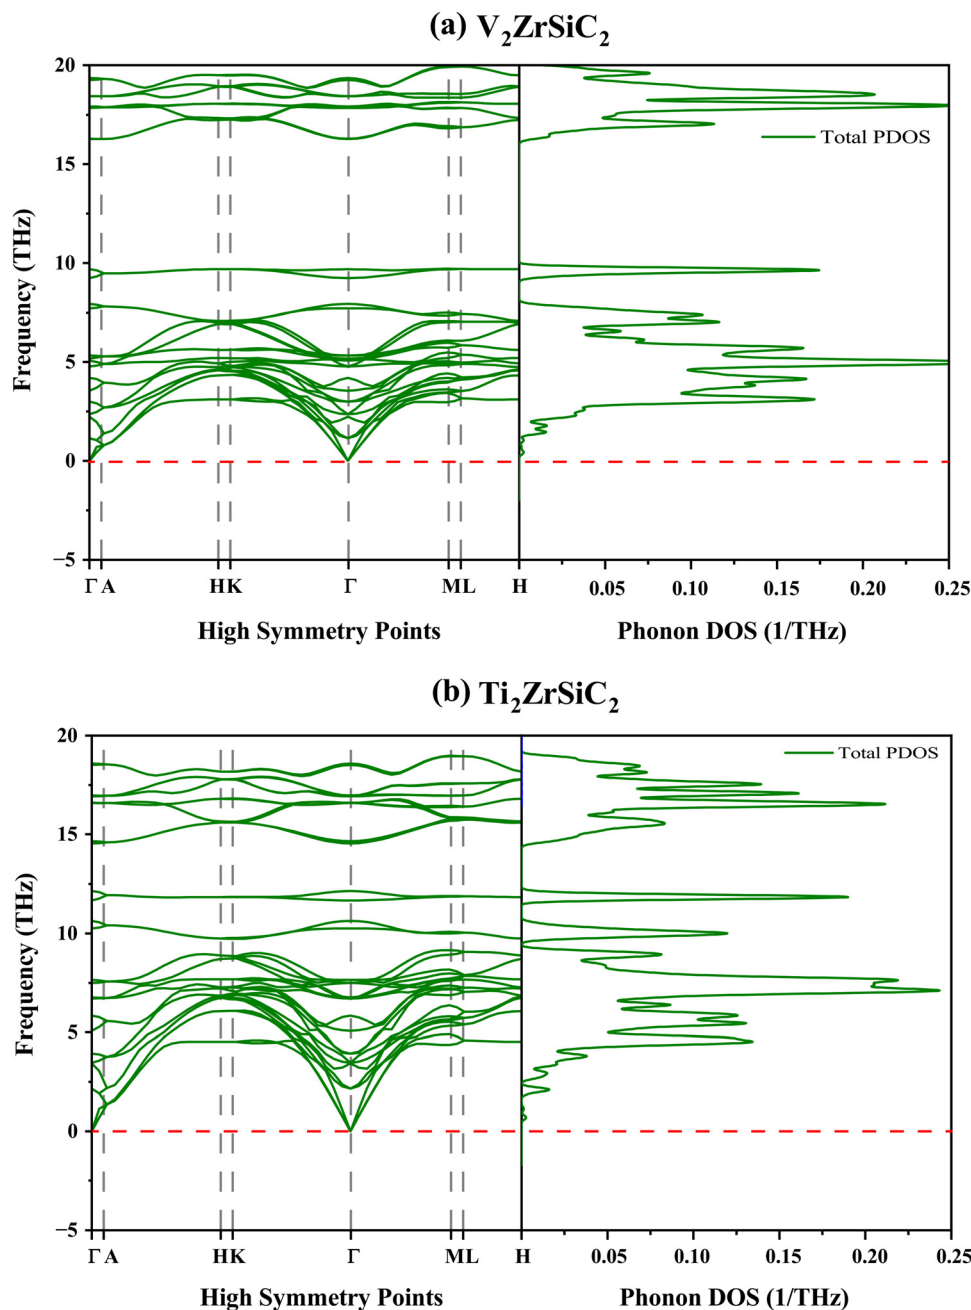 (a) V₂ZrSiC₂
20
15
10
5
0
−5
Frequency (THz)
Total PDOS
Γ A H K Γ M L H 0.05 0.10 0.15 0.20 0.25
High Symmetry Points Phonon DOS (1/THz)
(b) Ti₂ZrSiC₂
20
15
10
5
0
−5
Frequency (THz)
Total PDOS
Γ A H K Γ M L H 0.05 0.10 0.15 0.20 0.25
High Symmetry Points Phonon DOS (1/THz)